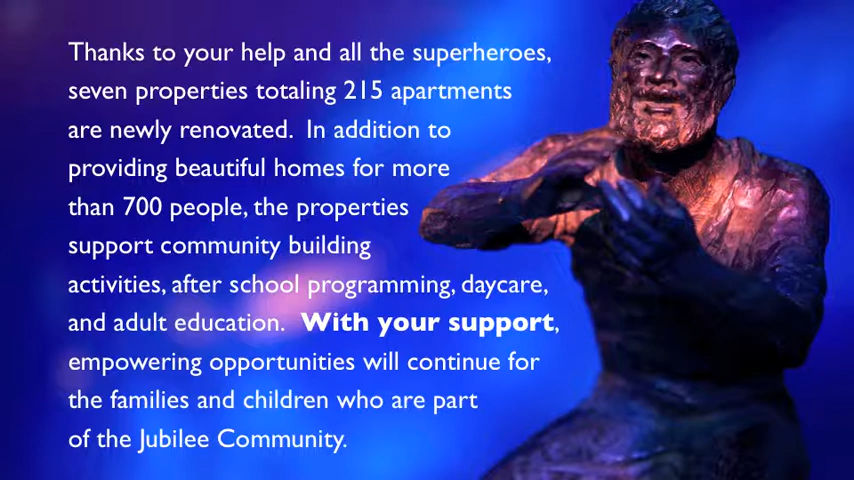 Thanks to your help and all the superheroes,
seven properties totaling 215 apartments
are newly renovated.  In addition to
providing beautiful homes for more
than 700 people, the properties
support community building
activities, after school programming, daycare,
and adult education.  With your support,
empowering opportunities will continue for
the families and children who are part
of the Jubilee Community.